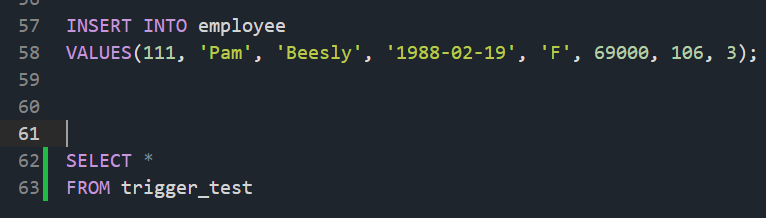 57 INSERT INTO employee
58 VALUES(111, 'Pam', 'Beesly', '1988-02-19', 'F', 69000, 106, 3);
59
60
61
62 SELECT *
63 FROM trigger_test